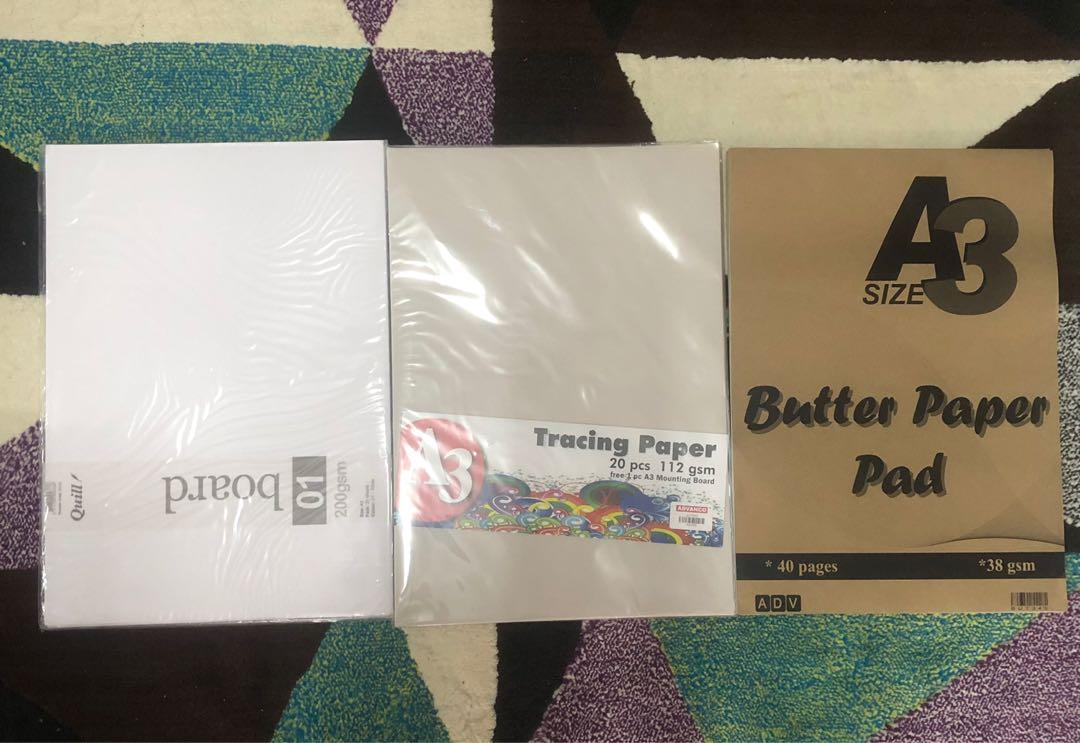 Quill
board
01
200gsm
A3
Tracing Paper
20 pcs 112 gsm
free 1 pc A3 Mounting Board
ADVANCO
A3
SIZE
Butter Paper
Pad
* 40 pages
*38 gsm
ADV